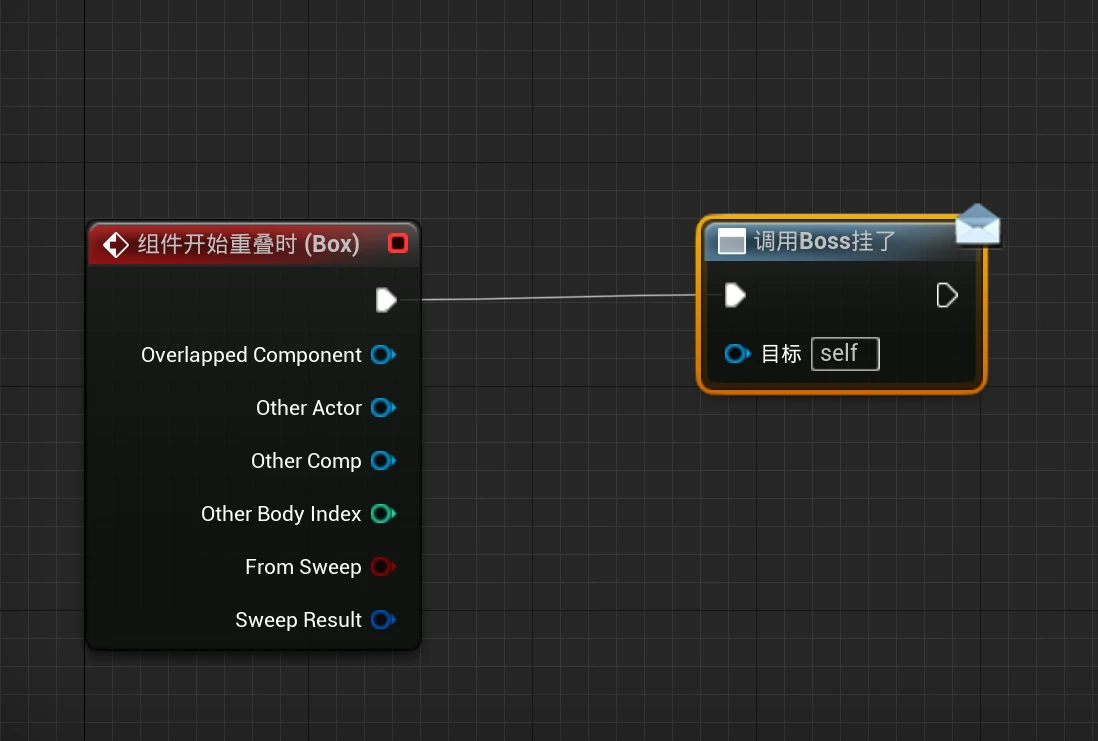 组件开始重叠时 (Box)
Overlapped Component
Other Actor
Other Comp
Other Body Index
From Sweep
Sweep Result
调用Boss挂了
目标 self